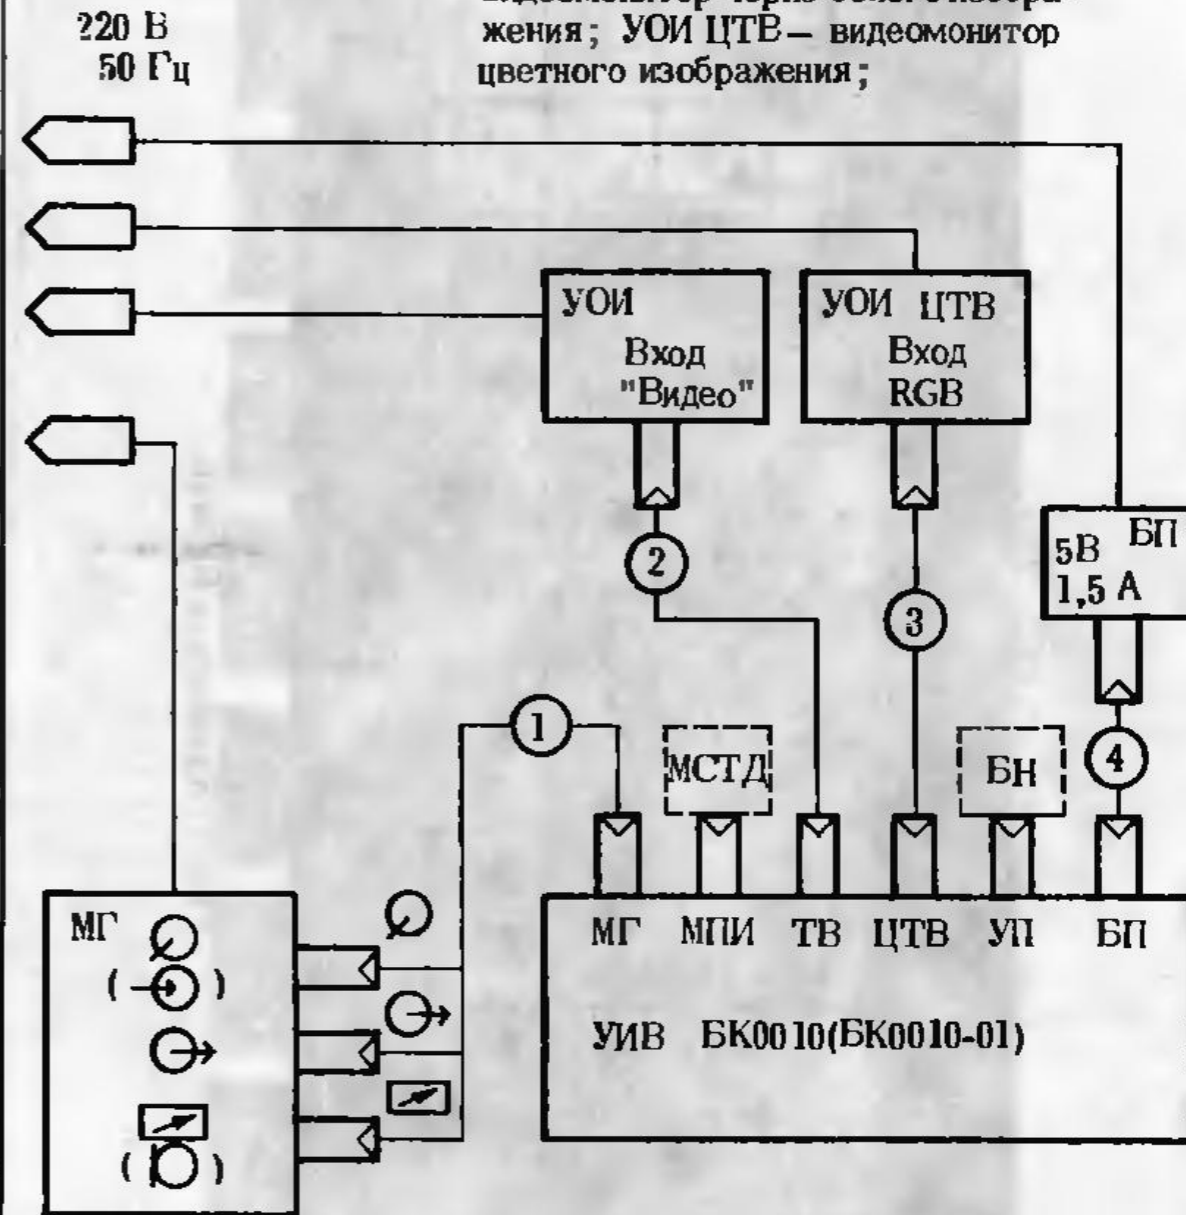 220 В
50 Гц
жения; УОИ ЦТВ – видеомонитор
цветного изображения;
УОИ
Вход
"Видео"
УОИ ЦТВ
Вход
RGB
БП
5В
1,5 А
2
3
1
МСТД
БН
4
МГ
МГ МПИ ТВ ЦТВ УП БП
УИВ БК0010(БК0010-01)